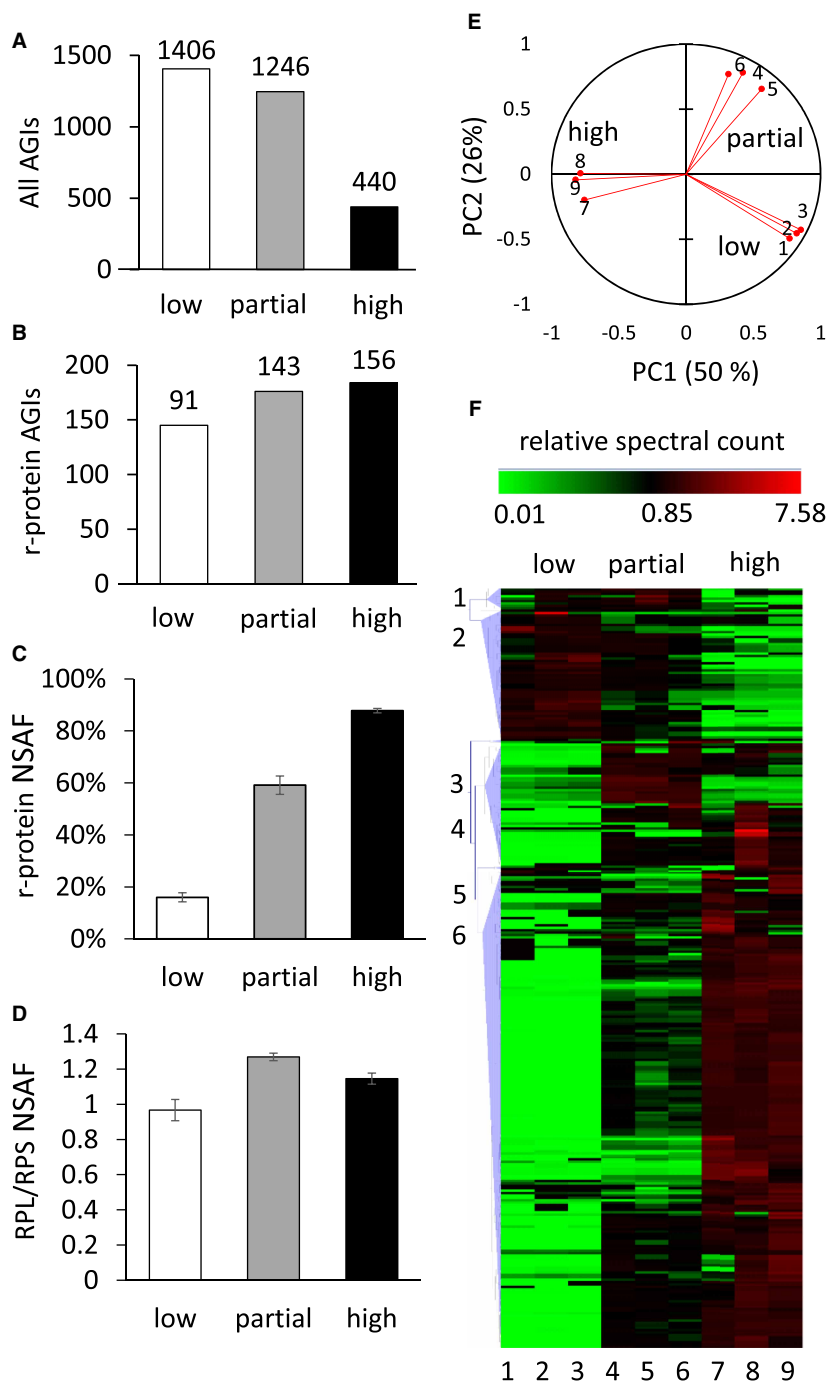 A
All AGIs
1500
1000
500
0
1406
1246
440
low partial high
B
r-protein AGIs
200
150
100
50
0
91
143
156
low partial high
C
r-protein NSAF
100%
80%
60%
40%
20%
0%
low partial high
D
RPL/RPS NSAF
1.4
1.2
1
0.8
0.6
0.4
0.2
0
low partial high
E
PC2 (26%)
1
0.5
0
-0.5
-1
6
4
5
partial
high
8
9
7
3
2
1
low
-1 -0.5 0 0.5 1
PC1 (50 %)
F
relative spectral count
0.01 0.85 7.58
low partial high
1
2
3
4
5
6
1 2 3 4 5 6 7 8 9